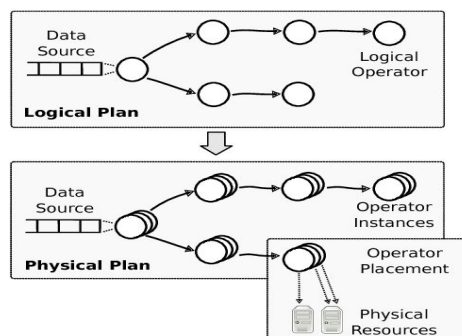 Data
Source
Logical
Operator
Logical Plan
Data
Source
Operator
Instances
Physical Plan
Operator
Placement
Physical
Resources